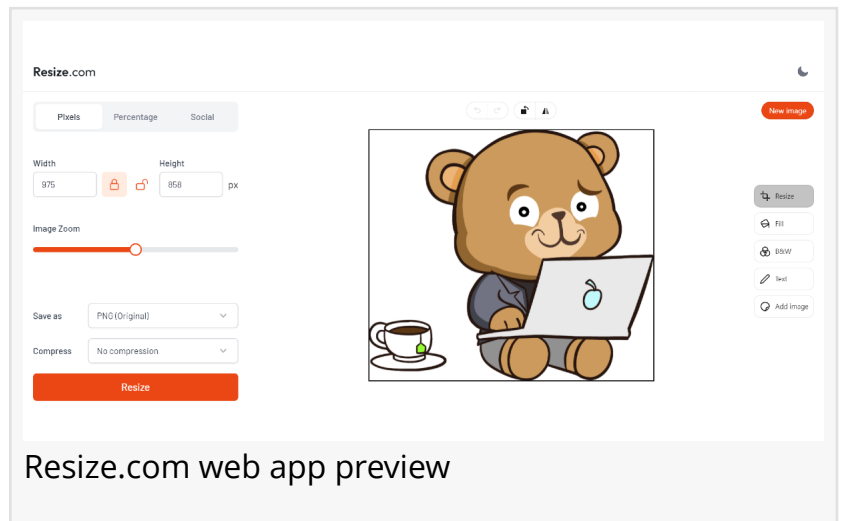 Resize.com
Pixels Percentage Social
New image
Width Height
975 858 px
Resize
Fill
Image Zoom
B&W
Text
Add image
Save as PNG (Original)
Compress No compression
Resize
Resize.com web app preview